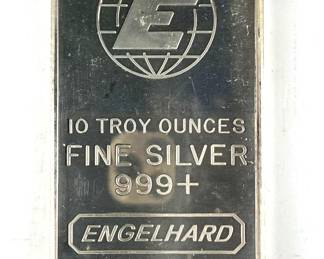 E
10 TROY OUNCES
FINE SILVER
999+
ENGELHARD